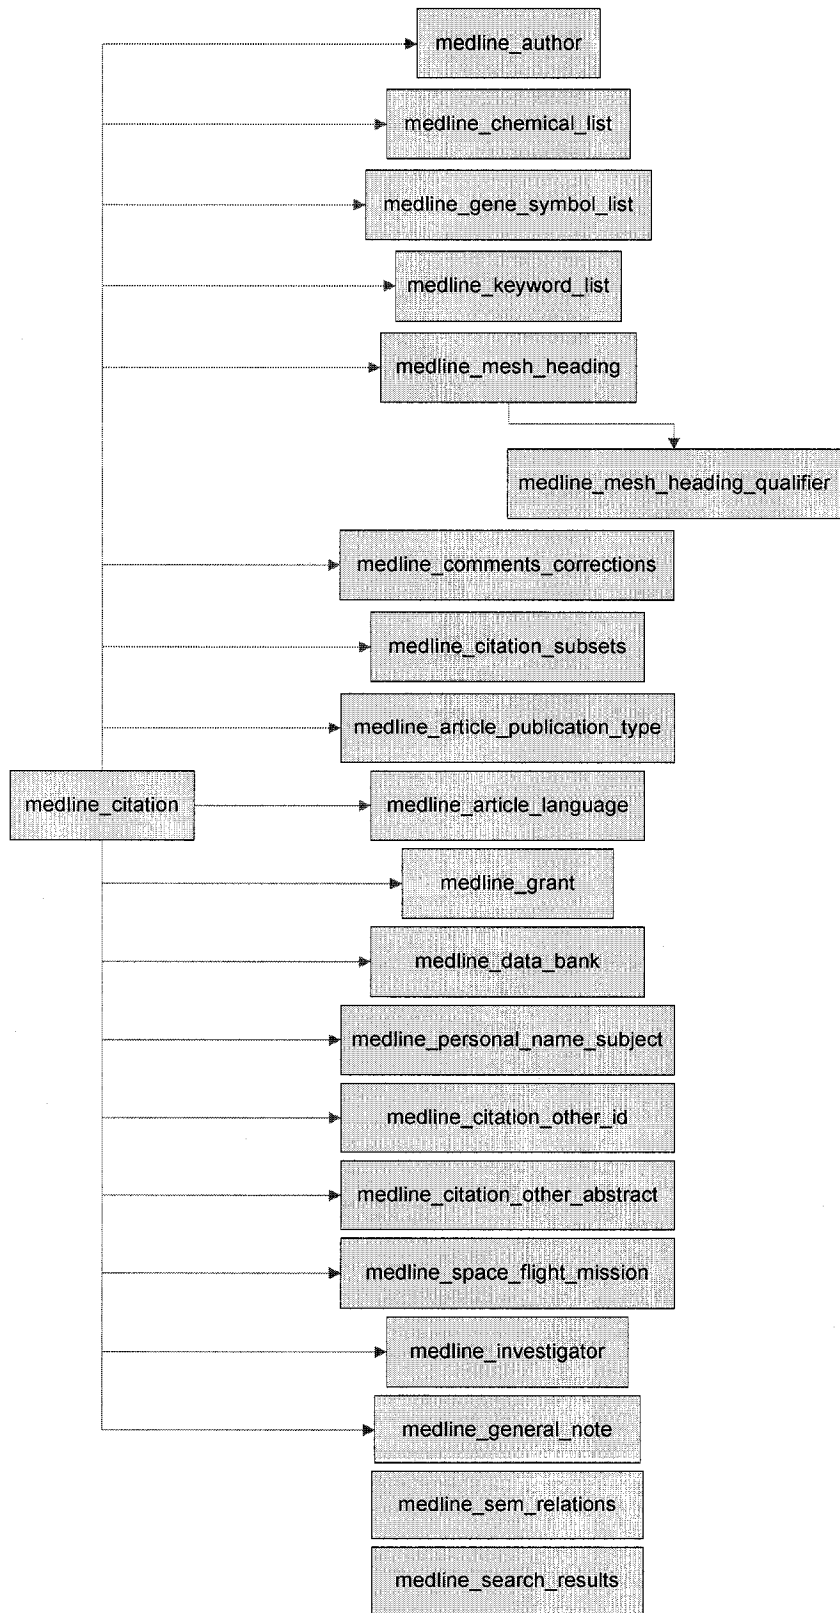 medline_author
medline_chemical_list
medline_gene_symbol_list
medline_keyword_list
medline_mesh_heading
medline_mesh_heading_qualifier
medline_comments_corrections
medline_citation_subsets
medline_article_publication_type
medline_citation
medline_article_language
medline_grant
medline_data_bank
medline_personal_name_subject
medline_citation_other_id
medline_citation_other_abstract
medline_space_flight_mission
medline_investigator
medline_general_note
medline_sem_relations
medline_search_results